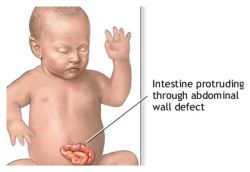 Intestine protruding
through abdominal
wall defect